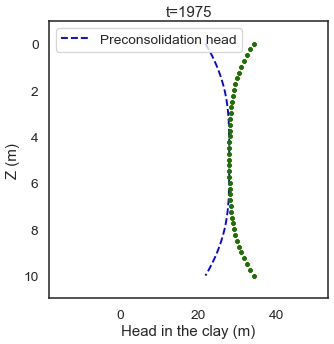 t=1975
Preconsolidation head
0
2
4
6
8
10
Z (m)
0
20
40
Head in the clay (m)